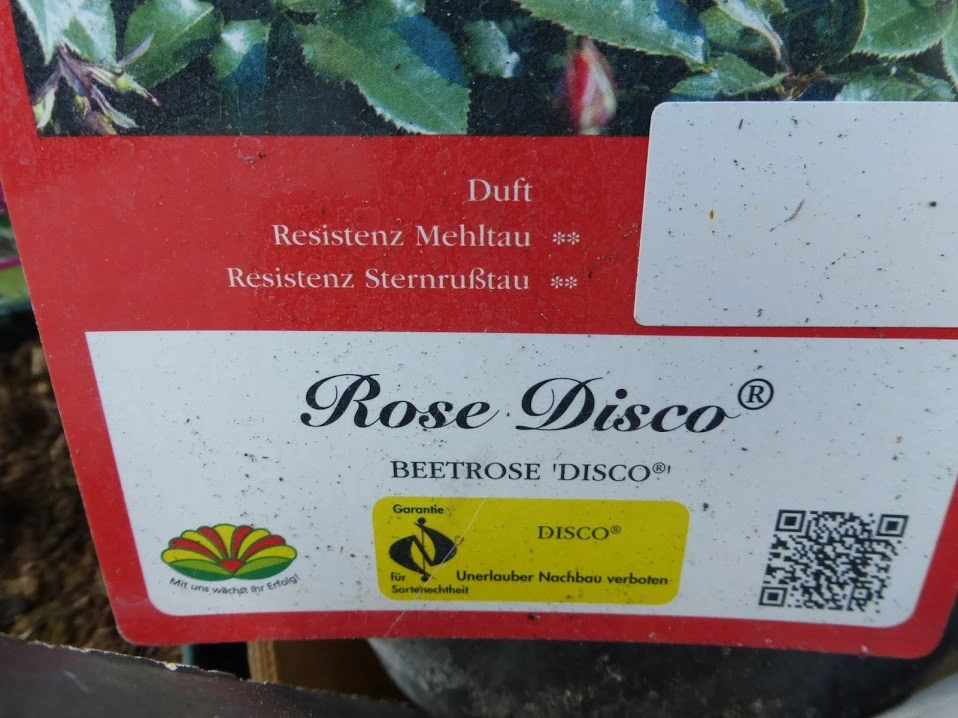 Duft
Resistenz Mehltau **
Resistenz Sternrußtau **
Rose Disco®
BEETROSE 'DISCO®'
Garantie
für
Sortenechtheit
DISCO®
Unerlauber Nachbau verboten
Mit uns wächst Ihr Erfolg!